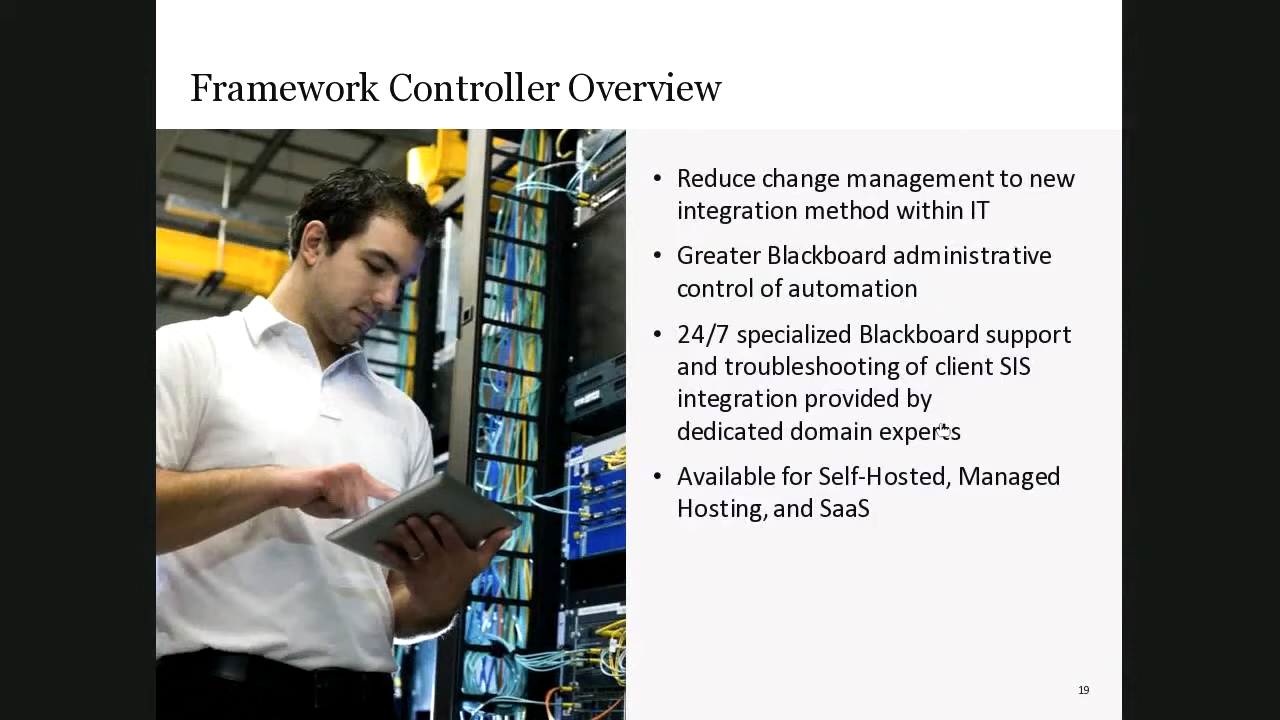 Framework Controller Overview
• Reduce change management to new
integration method within IT
• Greater Blackboard administrative
control of automation
• 24/7 specialized Blackboard support
and troubleshooting of client SIS
integration provided by
dedicated domain experts
• Available for Self-Hosted, Managed
Hosting, and SaaS
19